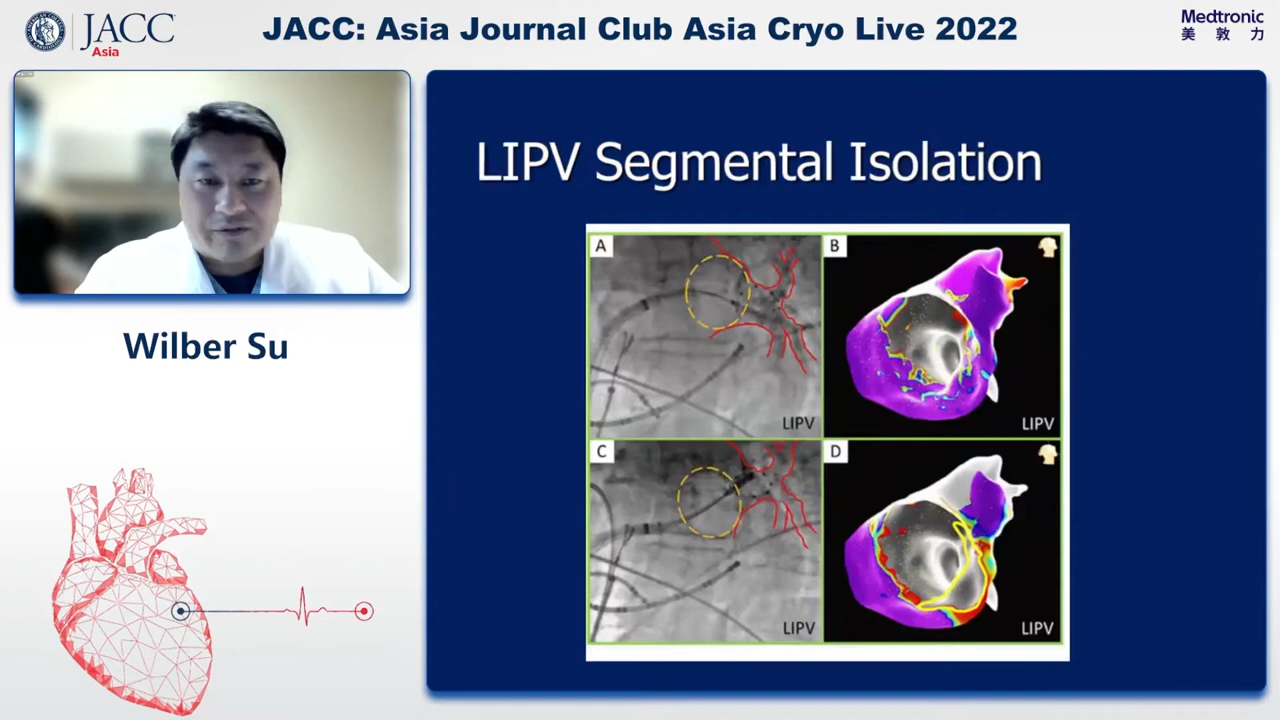 JACC
Asia
JACC: Asia Journal Club Asia Cryo Live 2022
Medtronic
美敦力
Wilber Su
LIPV Segmental Isolation
A
LIPV
B
LIPV
C
LIPV
D
LIPV